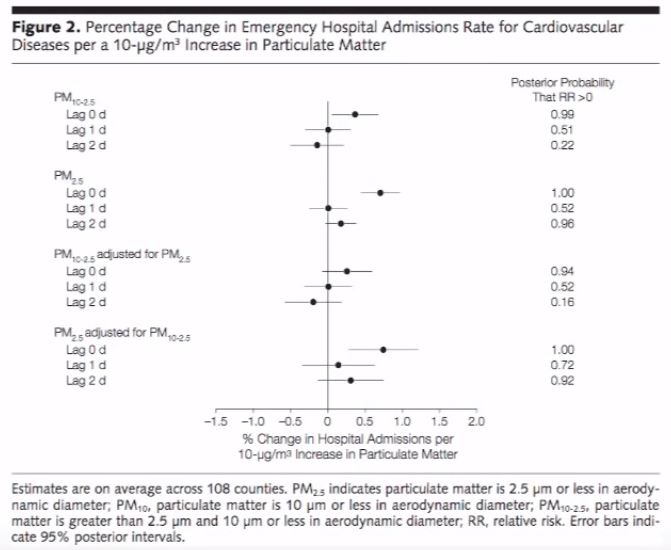 Figure 2. Percentage Change in Emergency Hospital Admissions Rate for Cardiovascular
Diseases per a 10-μg/m³ Increase in Particulate Matter
Posterior Probability
That RR >0
PM10-2.5
Lag 0 d 0.99
Lag 1 d 0.51
Lag 2 d 0.22
PM2.5
Lag 0 d 1.00
Lag 1 d 0.52
Lag 2 d 0.96
PM10-2.5 adjusted for PM2.5
Lag 0 d 0.94
Lag 1 d 0.52
Lag 2 d 0.16
PM2.5 adjusted for PM10-2.5
Lag 0 d 1.00
Lag 1 d 0.72
Lag 2 d 0.92
−1.5 −1.0 −0.5 0 0.5 1.0 1.5 2.0
% Change in Hospital Admissions per
10-μg/m³ Increase in Particulate Matter
Estimates are on average across 108 counties. PM2.5 indicates particulate matter is 2.5 μm or less in aerody-
namic diameter; PM10, particulate matter is 10 μm or less in aerodynamic diameter; PM10-2.5, particulate
matter is greater than 2.5 μm and 10 μm or less in aerodynamic diameter; RR, relative risk. Error bars indi-
cate 95% posterior intervals.